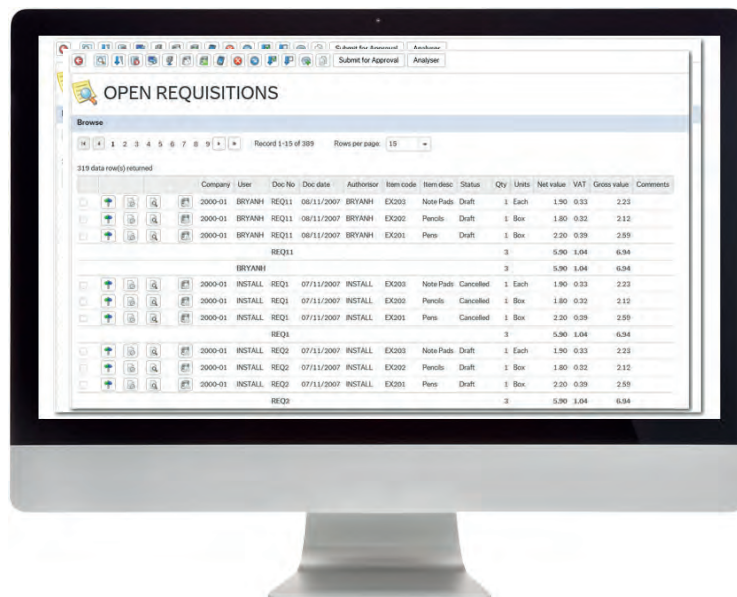 Submit for Approval Analyser
Submit for Approval Analyser
OPEN REQUISITIONS
Browse
1 2 3 4 5 6 7 8 9 Record 1-15 of 389 Rows per page 15
319 data row(s) returned
Company User Doc No Doc date Authorisor Item code Item desc Status Qty Units Net value VAT Gross value Comments
2000-01 BRYANH REQ11 08/11/2007 BRYANH EX203 Note Pads Draft 1 Each 1.90 0.33 2.23
2000-01 BRYANH REQ11 08/11/2007 BRYANH EX202 Pencils Draft 1 Box 1.80 0.32 2.12
2000-01 BRYANH REQ11 08/11/2007 BRYANH EX201 Pens Draft 1 Box 2.20 0.39 2.59
REQ11 3 5.90 1.04 6.94
BRYANH 3 5.90 1.04 6.94
2000-01 INSTALL REQ1 07/11/2007 INSTALL EX203 Note Pads Cancelled 1 Each 1.90 0.33 2.23
2000-01 INSTALL REQ1 07/11/2007 INSTALL EX202 Pencils Cancelled 1 Box 1.80 0.32 2.12
2000-01 INSTALL REQ1 07/11/2007 INSTALL EX201 Pens Cancelled 1 Box 2.20 0.39 2.59
REQ1 3 5.90 1.04 6.94
2000-01 INSTALL REQ2 07/11/2007 INSTALL EX203 Note Pads Draft 1 Each 1.90 0.33 2.23
2000-01 INSTALL REQ2 07/11/2007 INSTALL EX202 Pencils Draft 1 Box 1.80 0.32 2.12
2000-01 INSTALL REQ2 07/11/2007 INSTALL EX201 Pens Draft 1 Box 2.20 0.39 2.59
REQ2 3 5.90 1.04 6.94